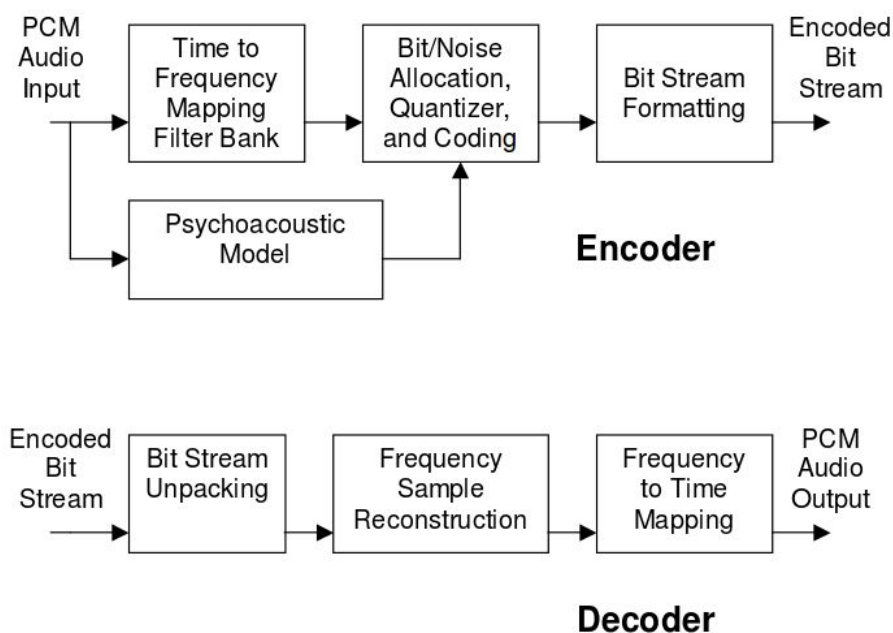 PCM
Audio
Input
Time to
Frequency
Mapping
Filter Bank
Bit/Noise
Allocation,
Quantizer,
and Coding
Bit Stream
Formatting
Encoded
Bit
Stream
Psychoacoustic
Model
Encoder
Encoded
Bit
Stream
Bit Stream
Unpacking
Frequency
Sample
Reconstruction
Frequency
to Time
Mapping
PCM
Audio
Output
Decoder